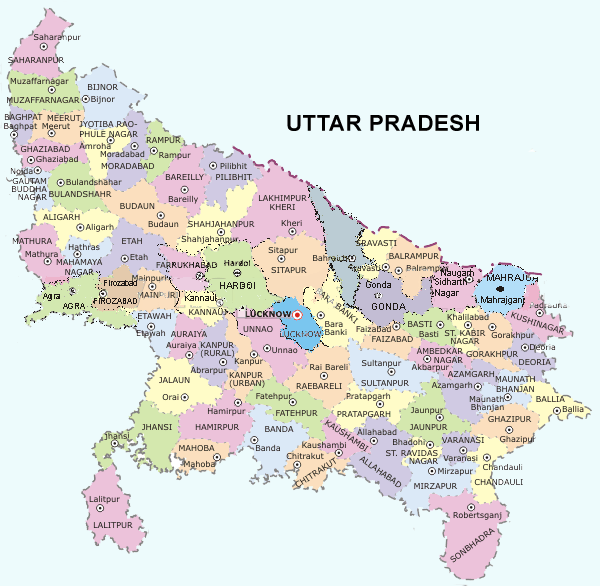 UTTAR PRADESH
Saharanpur
SAHARANPUR
Muzaffarnagar
MUZAFFARNAGAR
BIJNOR
Bijnor
BAGHPAT
Baghpat
MEERUT
Meerut
JYOTIBA RAO-
PHULE NAGAR
Amroha
Moradabad
MORADABAD
RAMPUR
Rampur
GHAZIABAD
Ghaziabad
Noida
GAUTAM
BUDDHA
NAGAR
Bulandshahar
BULANDSHAHR
BAREILLY
Bareilly
Pilibhit
PILIBHIT
BUDAUN
Budaun
LAKHIMPUR
KHERI
Kheri
SHAHJAHANPUR
Shahjahanpur
ALIGARH
Aligarh
MATHURA
Mathura
Hathras
MAHAMAYA
NAGAR
ETAH
Etah
FARRUKHABAD
Hardoi
HARDOI
Sitapur
SITAPUR
SRAVASTI
Sravasti
BALRAMPUR
Balrampur
Gonda
GONDA
Naugarh
Sidharth
Nagar
Mahrajganj
Agra
AGRA
Firozabad
FIROZABAD
Mainpuri
MAINPURI
Kannauj
KANNAUJ
LUCKNOW
LUCKNOW
BARA BANKI
Bara
Banki
Faizabad
FAIZABAD
BASTI
Basti
Khalilabad
ST. KABIR
NAGAR
Gorakhpur
GORAKHPUR
KUSHINAGAR
Deoria
DEORIA
ETAWAH
Etawah
AURAIYA
Auraiya
KANPUR
(RURAL)
Abrarpur
UNNAO
Unnao
Kanpur
KANPUR
(URBAN)
Rai Bareli
RAEBARELI
Sultanpur
SULTANPUR
AMBEDKAR
NAGAR
Akbarpur
AZAMGARH
Azamgarh
MAUNATH
BHANJAN
Maunath
Bhanjan
BALLIA
Ballia
JALAUN
Orai
Hamirpur
HAMIRPUR
Fatehpur
FATEHPUR
Pratapgarh
PRATAPGARH
Jaunpur
JAUNPUR
GHAZIPUR
Ghazipur
JHANSI
Jhansi
MAHOBA
Mahoba
BANDA
Banda
KAUSHAMBI
Kaushambi
Chitrakut
CHITRAKUT
Allahabad
ALLAHABAD
Bhadohi
ST. RAVIDAS
NAGAR
VARANASI
Varanasi
Mirzapur
MIRZAPUR
Chandauli
CHANDAULI
Lalitpur
LALITPUR
Robertsganj
SONBHADRA